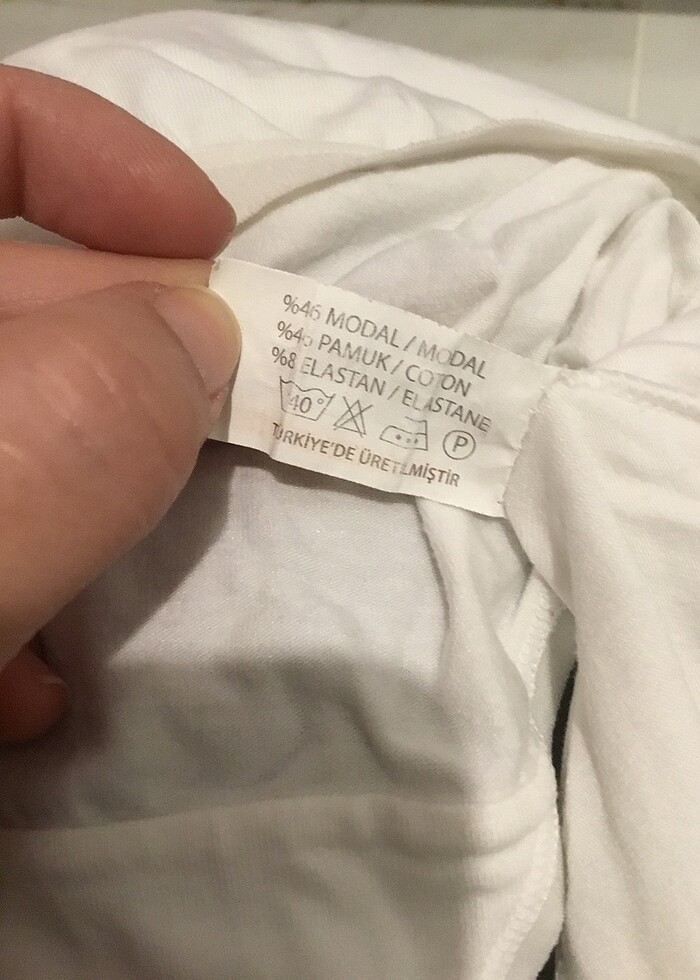 %46 MODAL / MODAL
%46 PAMUK / COTON
%8 ELASTAN / ELASTANE
40° P
TÜRKİYE'DE ÜRETİLMİŞTİR